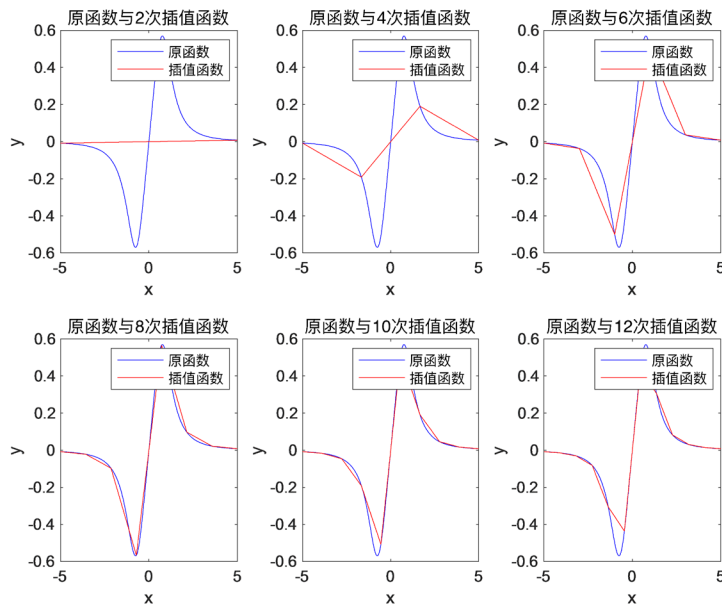 原函数与2次插值函数
原函数与4次插值函数
原函数与6次插值函数
0.6
0.4
0.2
0
-0.2
-0.4
-0.6
y
原函数
插值函数
-5
0
5
x
0.6
0.4
0.2
0
-0.2
-0.4
-0.6
y
原函数
插值函数
-5
0
5
x
0.6
0.4
0.2
0
-0.2
-0.4
-0.6
y
原函数
插值函数
-5
0
5
x
原函数与8次插值函数
原函数与10次插值函数
原函数与12次插值函数
0.6
0.4
0.2
0
-0.2
-0.4
-0.6
y
原函数
插值函数
-5
0
5
x
0.6
0.4
0.2
0
-0.2
-0.4
-0.6
y
原函数
插值函数
-5
0
5
x
0.6
0.4
0.2
0
-0.2
-0.4
-0.6
y
原函数
插值函数
-5
0
5
x